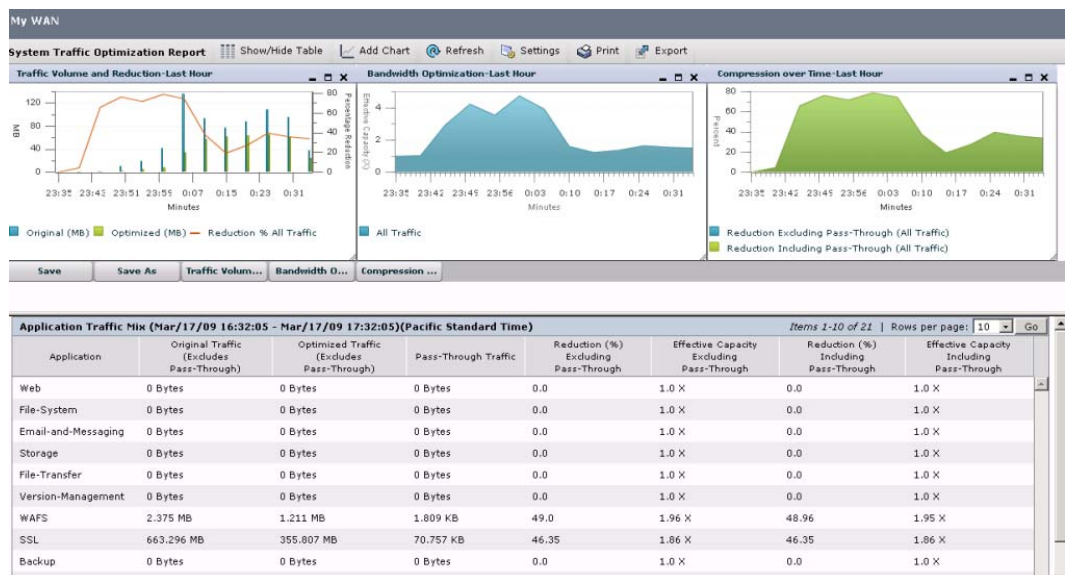 My WAN
System Traffic Optimization Report Show/Hide Table Add Chart Refresh Settings Print Export
Traffic Volume and Reduction-Last Hour
120
80
40
0
MB
80
60
40
20
0
Percentage Reduction
23:35 23:43 23:51 23:59 0:07 0:15 0:23 0:31
Minutes
Original (MB) Optimized (MB) Reduction % All Traffic
Bandwidth Optimization-Last Hour
Effective Capacity (X)
4
2
0
23:35 23:42 23:49 23:56 0:03 0:10 0:17 0:24 0:31
Minutes
All Traffic
Compression over Time-Last Hour
Percent
80
60
40
20
0
23:35 23:42 23:49 23:56 0:03 0:10 0:17 0:24 0:31
Minutes
Reduction Excluding Pass-Through (All Traffic)
Reduction Including Pass-Through (All Traffic)
Save Save As Traffic Volum... Bandwidth O... Compression ...
Application Traffic Mix (Mar/17/09 16:32:05 - Mar/17/09 17:32:05)(Pacific Standard Time) Items 1-10 of 21 | Rows per page: 10 Go
Application
Original Traffic
(Excludes
Pass-Through)
Optimized Traffic
(Excludes
Pass-Through)
Pass-Through Traffic
Reduction (%)
Excluding
Pass-Through
Effective Capacity
Excluding
Pass-Through
Reduction (%)
Including
Pass-Through
Effective Capacity
Including
Pass-Through
Web 0 Bytes 0 Bytes 0 Bytes 0.0 1.0 X 0.0 1.0 X
File-System 0 Bytes 0 Bytes 0 Bytes 0.0 1.0 X 0.0 1.0 X
Email-and-Messaging 0 Bytes 0 Bytes 0 Bytes 0.0 1.0 X 0.0 1.0 X
Storage 0 Bytes 0 Bytes 0 Bytes 0.0 1.0 X 0.0 1.0 X
File-Transfer 0 Bytes 0 Bytes 0 Bytes 0.0 1.0 X 0.0 1.0 X
Version-Management 0 Bytes 0 Bytes 0 Bytes 0.0 1.0 X 0.0 1.0 X
WAFS 2.375 MB 1.211 MB 1.809 KB 49.0 1.96 X 48.96 1.95 X
SSL 663.296 MB 355.807 MB 70.757 KB 46.35 1.86 X 46.35 1.86 X
Backup 0 Bytes 0 Bytes 0 Bytes 0.0 1.0 X 0.0 1.0 X